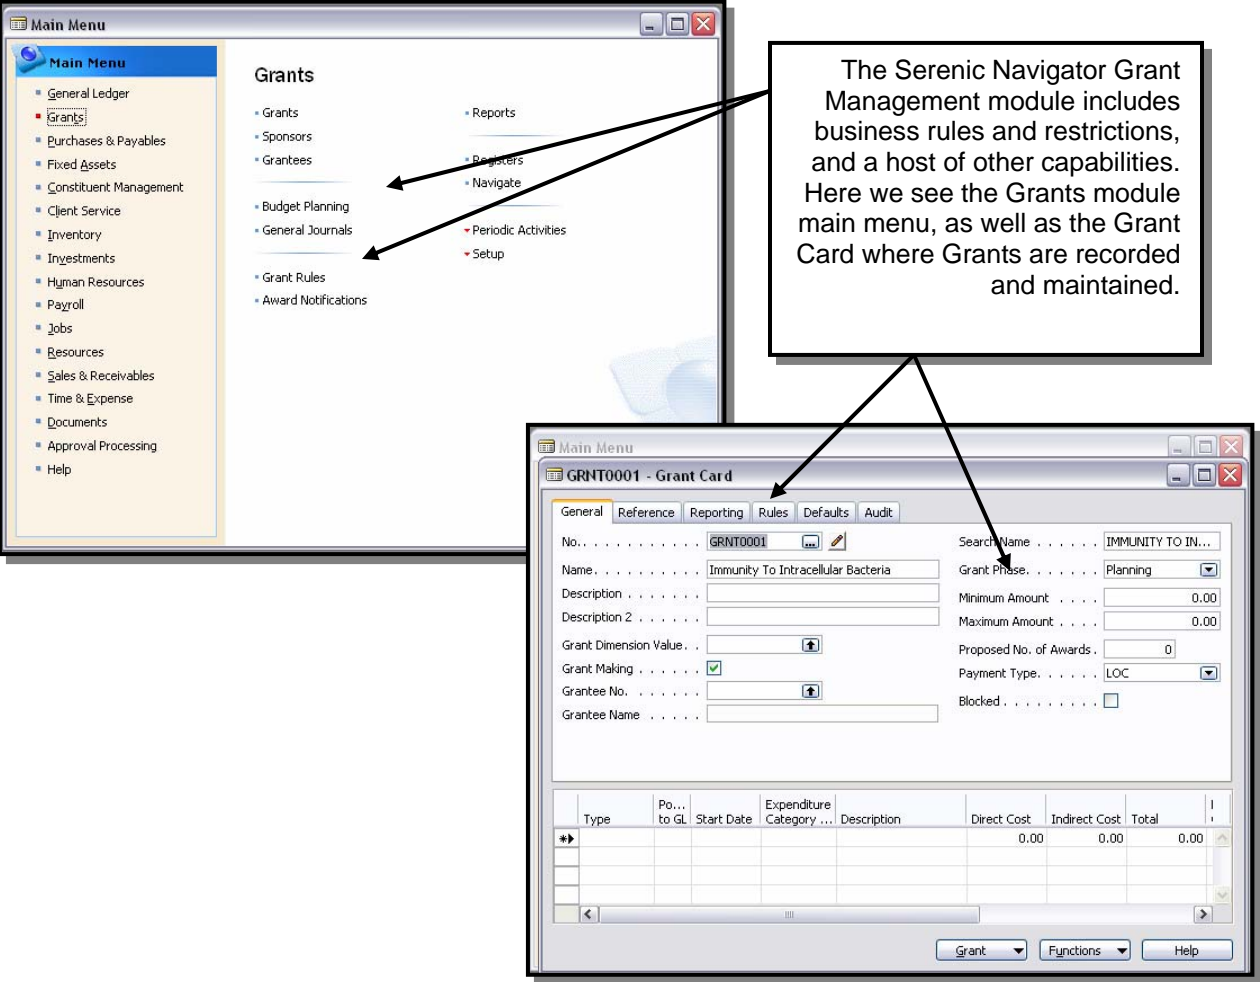 Main Menu
Main Menu
General Ledger
Grants
Purchases & Payables
Fixed Assets
Constituent Management
Client Service
Inventory
Investments
Human Resources
Payroll
Jobs
Resources
Sales & Receivables
Time & Expense
Documents
Approval Processing
Help
Grants
Grants
Sponsors
Grantees
Budget Planning
General Journals
Grant Rules
Award Notifications
Reports
Registers
Navigate
Periodic Activities
Setup
The Serenic Navigator Grant
Management module includes
business rules and restrictions,
and a host of other capabilities.
Here we see the Grants module
main menu, as well as the Grant
Card where Grants are recorded
and maintained.
Main Menu
GRNT0001 - Grant Card
General Reference Reporting Rules Defaults Audit
No. . . . . . . . . . . . GRNT0001 ...
Name. . . . . . . . . . Immunity To Intracellular Bacteria
Description . . . . . . .
Description 2 . . . . . .
Grant Dimension Value. .
Grant Making . . . . . .
Grantee No. . . . . . .
Grantee Name . . . . .
Search Name . . . . . . IMMUNITY TO IN...
Grant Phase. . . . . . . Planning
Minimum Amount . . . . 0.00
Maximum Amount . . . . 0.00
Proposed No. of Awards . 0
Payment Type. . . . . . LOC
Blocked . . . . . . . . .
Type Po... to GL Start Date Expenditure Category ... Description Direct Cost Indirect Cost Total
0.00 0.00 0.00
Grant Functions Help